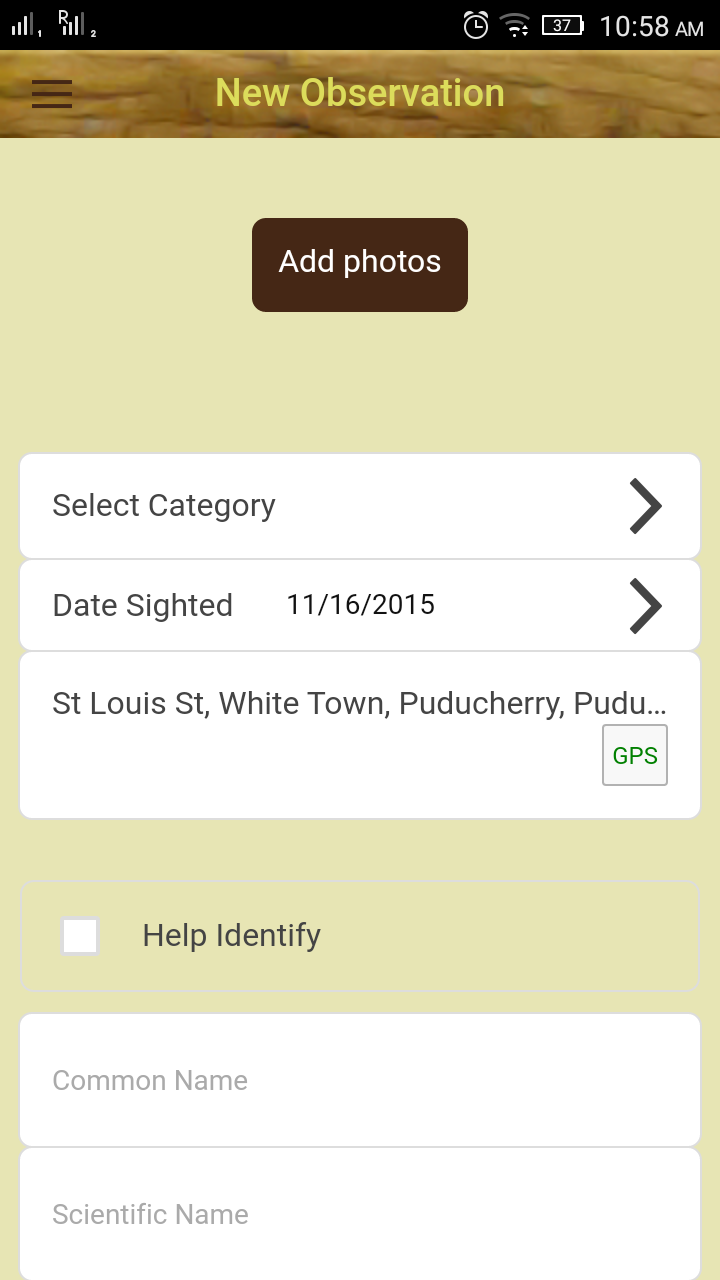 1 R 2 37 10:58 AM
New Observation
Add photos
Select Category
Date Sighted 11/16/2015
St Louis St, White Town, Puducherry, Pudu...
GPS
Help Identify
Common Name
Scientific Name